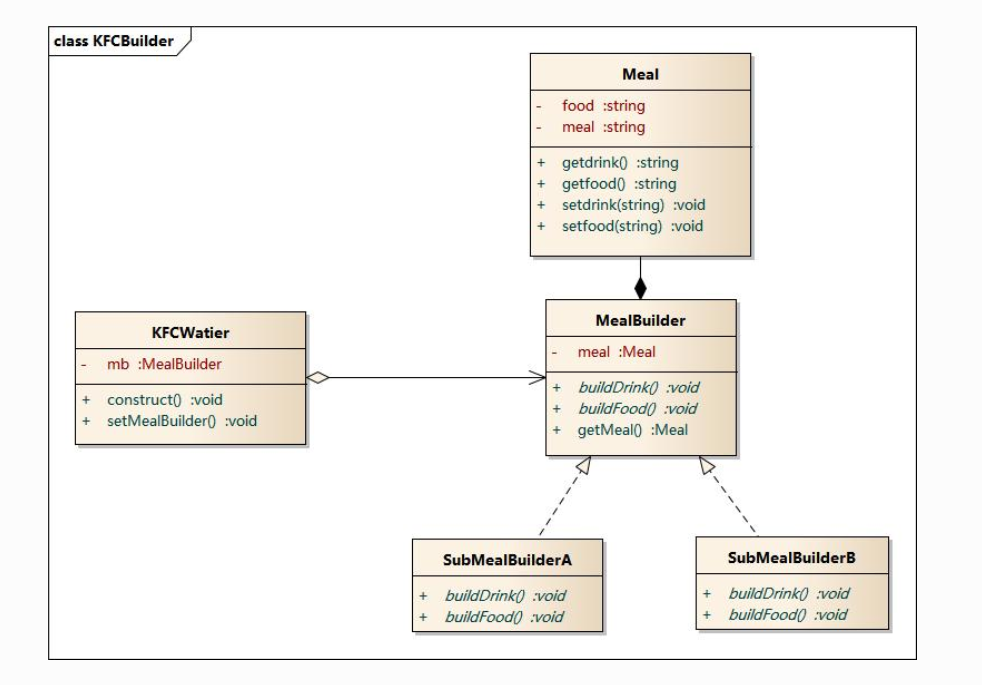 class KFCBuilder
Meal
- food :string
- meal :string
+ getdrink() :string
+ getfood() :string
+ setdrink(string) :void
+ setfood(string) :void
KFCWatier
- mb :MealBuilder
+ construct() :void
+ setMealBuilder() :void
MealBuilder
- meal :Meal
+ buildDrink() :void
+ buildFood() :void
+ getMeal() :Meal
SubMealBuilderA
+ buildDrink() :void
+ buildFood() :void
SubMealBuilderB
+ buildDrink() :void
+ buildFood() :void